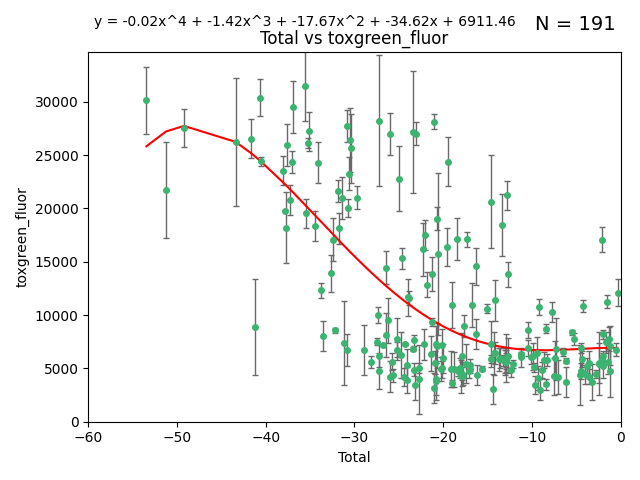 y = -0.02x^4 + -1.42x^3 + -17.67x^2 + -34.62x + 6911.46
N = 191
Total vs toxgreen_fluor
toxgreen_fluor
30000
25000
20000
15000
10000
5000
0
−60
−50
−40
−30
−20
−10
0
Total